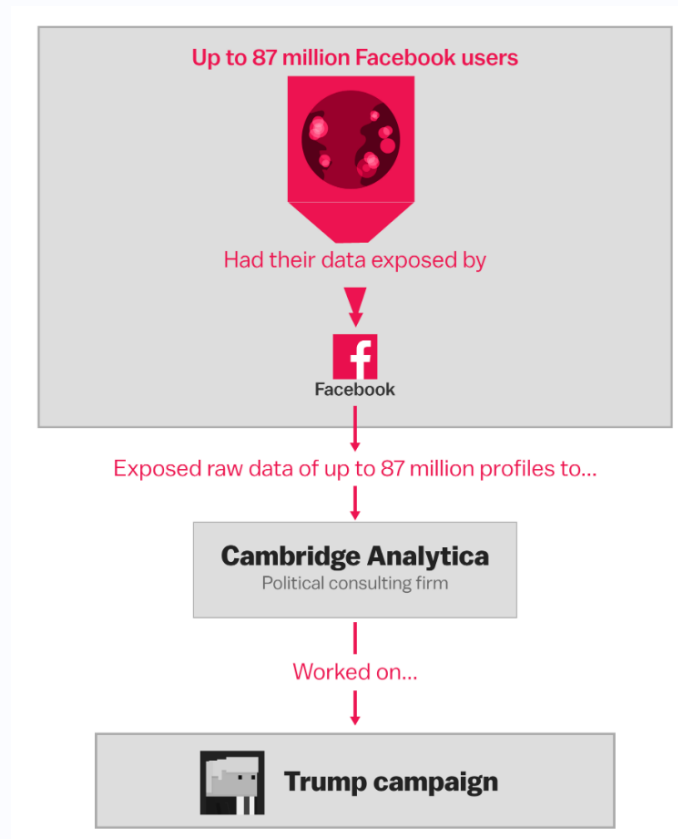 Up to 87 million Facebook users
Had their data exposed by
f
Facebook
Exposed raw data of up to 87 million profiles to...
Cambridge Analytica
Political consulting firm
Worked on...
Trump campaign